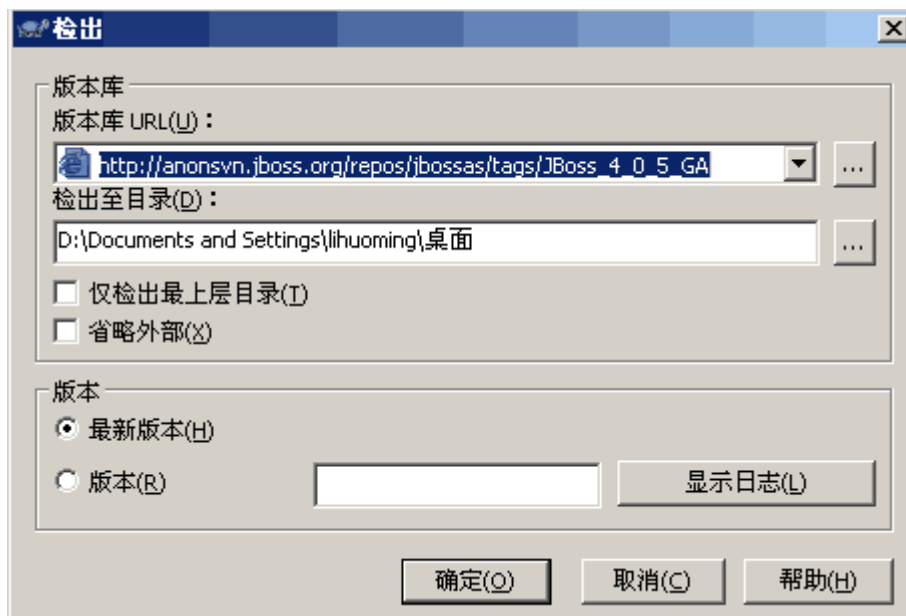 检出
版本库
版本库 URL(U)：
http://anonsvn.jboss.org/repos/jbossas/tags/JBoss_4_0_5_GA
...
检出至目录(D)：
D:\Documents and Settings\lihuoming\桌面
...
仅检出最上层目录(T)
省略外部(X)
版本
最新版本(H)
版本(R)
显示日志(L)
确定(O) 取消(C) 帮助(H)